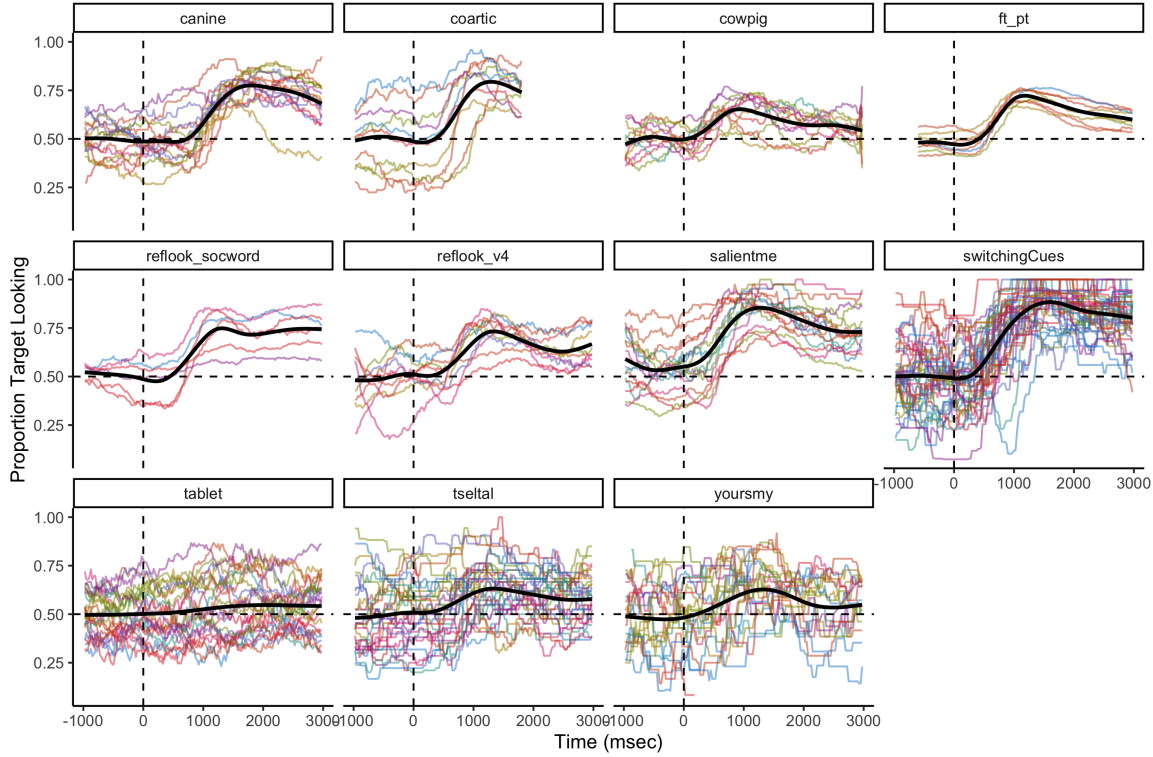 canine coartic cowpig ft_pt
1.00
0.75
0.50
0.25
reflook_socword reflook_v4 salientme switchingCues
1.00
0.75
0.50
0.25
-1000 0 1000 2000 3000
tablet tseltal yoursmy
1.00
0.75
0.50
0.25
-1000 0 1000 2000 3000 -1000 0 1000 2000 3000 -1000 0 1000 2000 3000
Time (msec)
Proportion Target Looking